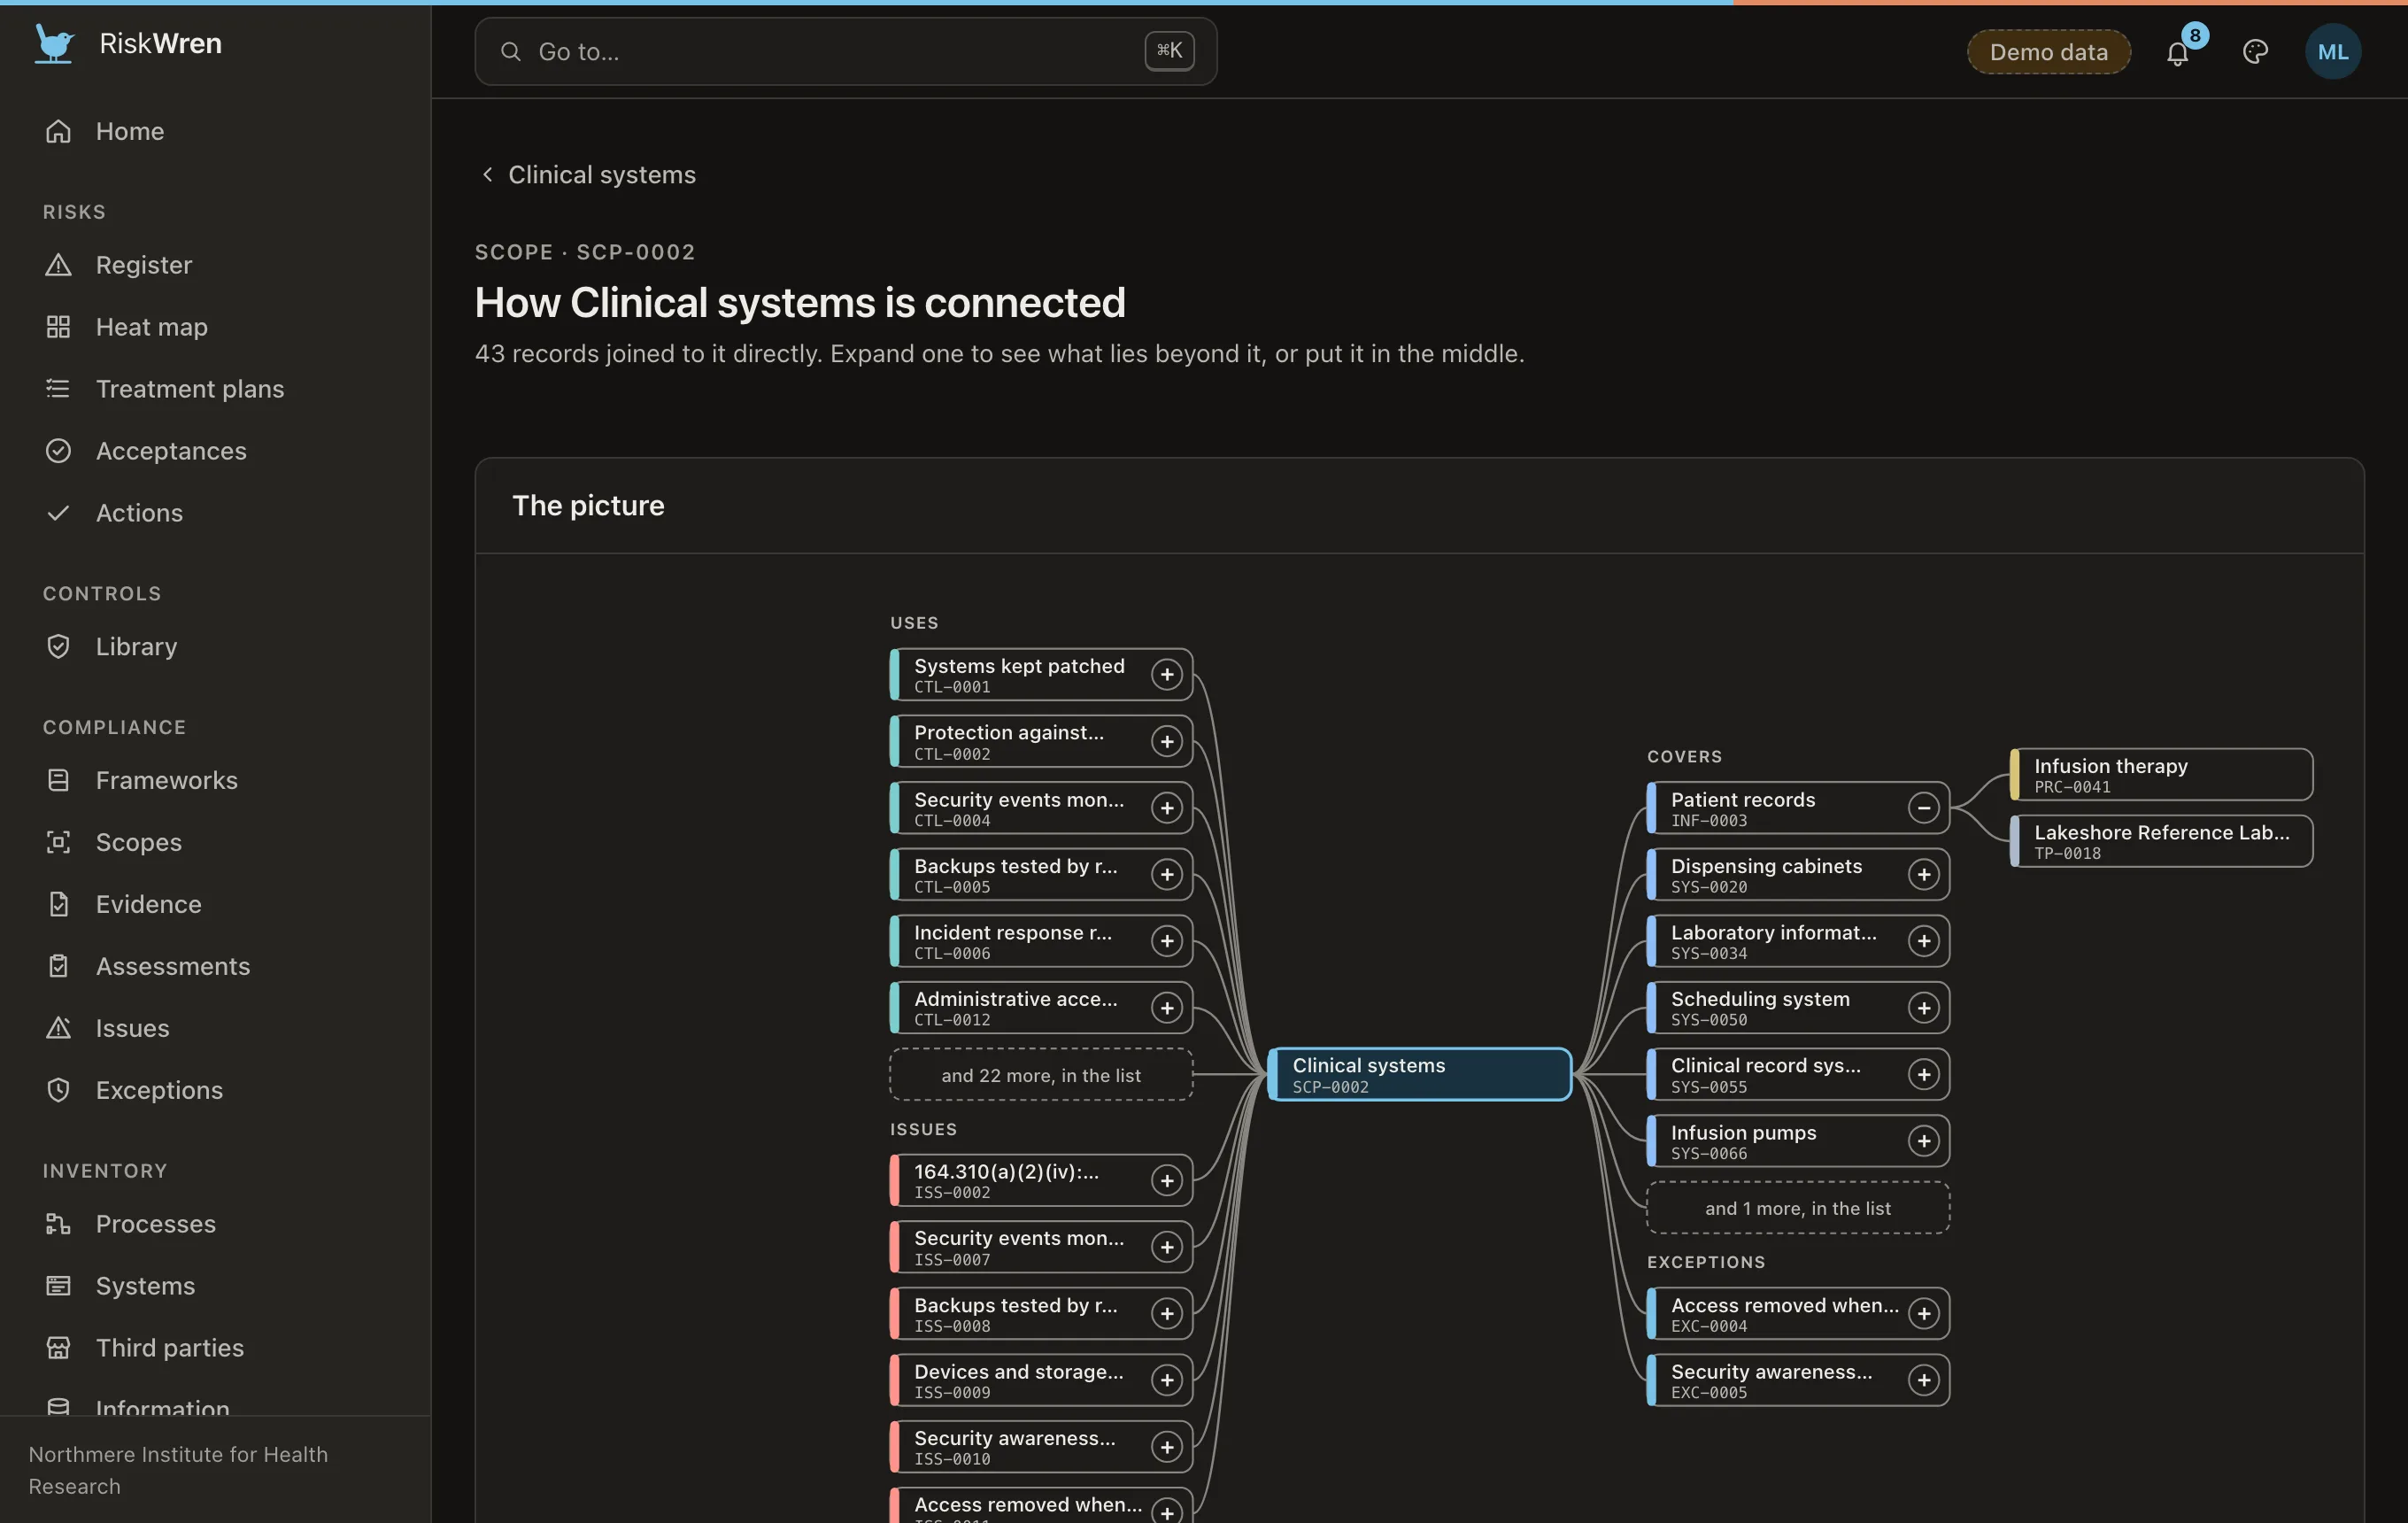 RiskWren
Go to...
⌘K
Demo data
8
ML
Home
RISKS
Register
Heat map
Treatment plans
Acceptances
Actions
CONTROLS
Library
COMPLIANCE
Frameworks
Scopes
Evidence
Assessments
Issues
Exceptions
INVENTORY
Processes
Systems
Third parties
Information
Northmere Institute for Health
Research
Clinical systems
SCOPE · SCP-0002
How Clinical systems is connected
43 records joined to it directly. Expand one to see what lies beyond it, or put it in the middle.
The picture
USES
Systems kept patched
CTL-0001
Protection against...
CTL-0002
Security events mon...
CTL-0004
Backups tested by r...
CTL-0005
Incident response r...
CTL-0006
Administrative acce...
CTL-0012
and 22 more, in the list
ISSUES
164.310(a)(2)(iv):...
ISS-0002
Security events mon...
ISS-0007
Backups tested by r...
ISS-0008
Devices and storage...
ISS-0009
Security awareness...
ISS-0010
Access removed when...
Clinical systems
SCP-0002
COVERS
Patient records
INF-0003
Dispensing cabinets
SYS-0020
Laboratory informat...
SYS-0034
Scheduling system
SYS-0050
Clinical record sys...
SYS-0055
Infusion pumps
SYS-0066
and 1 more, in the list
EXCEPTIONS
Access removed when...
EXC-0004
Security awareness...
EXC-0005
Infusion therapy
PRC-0041
Lakeshore Reference Lab...
TP-0018